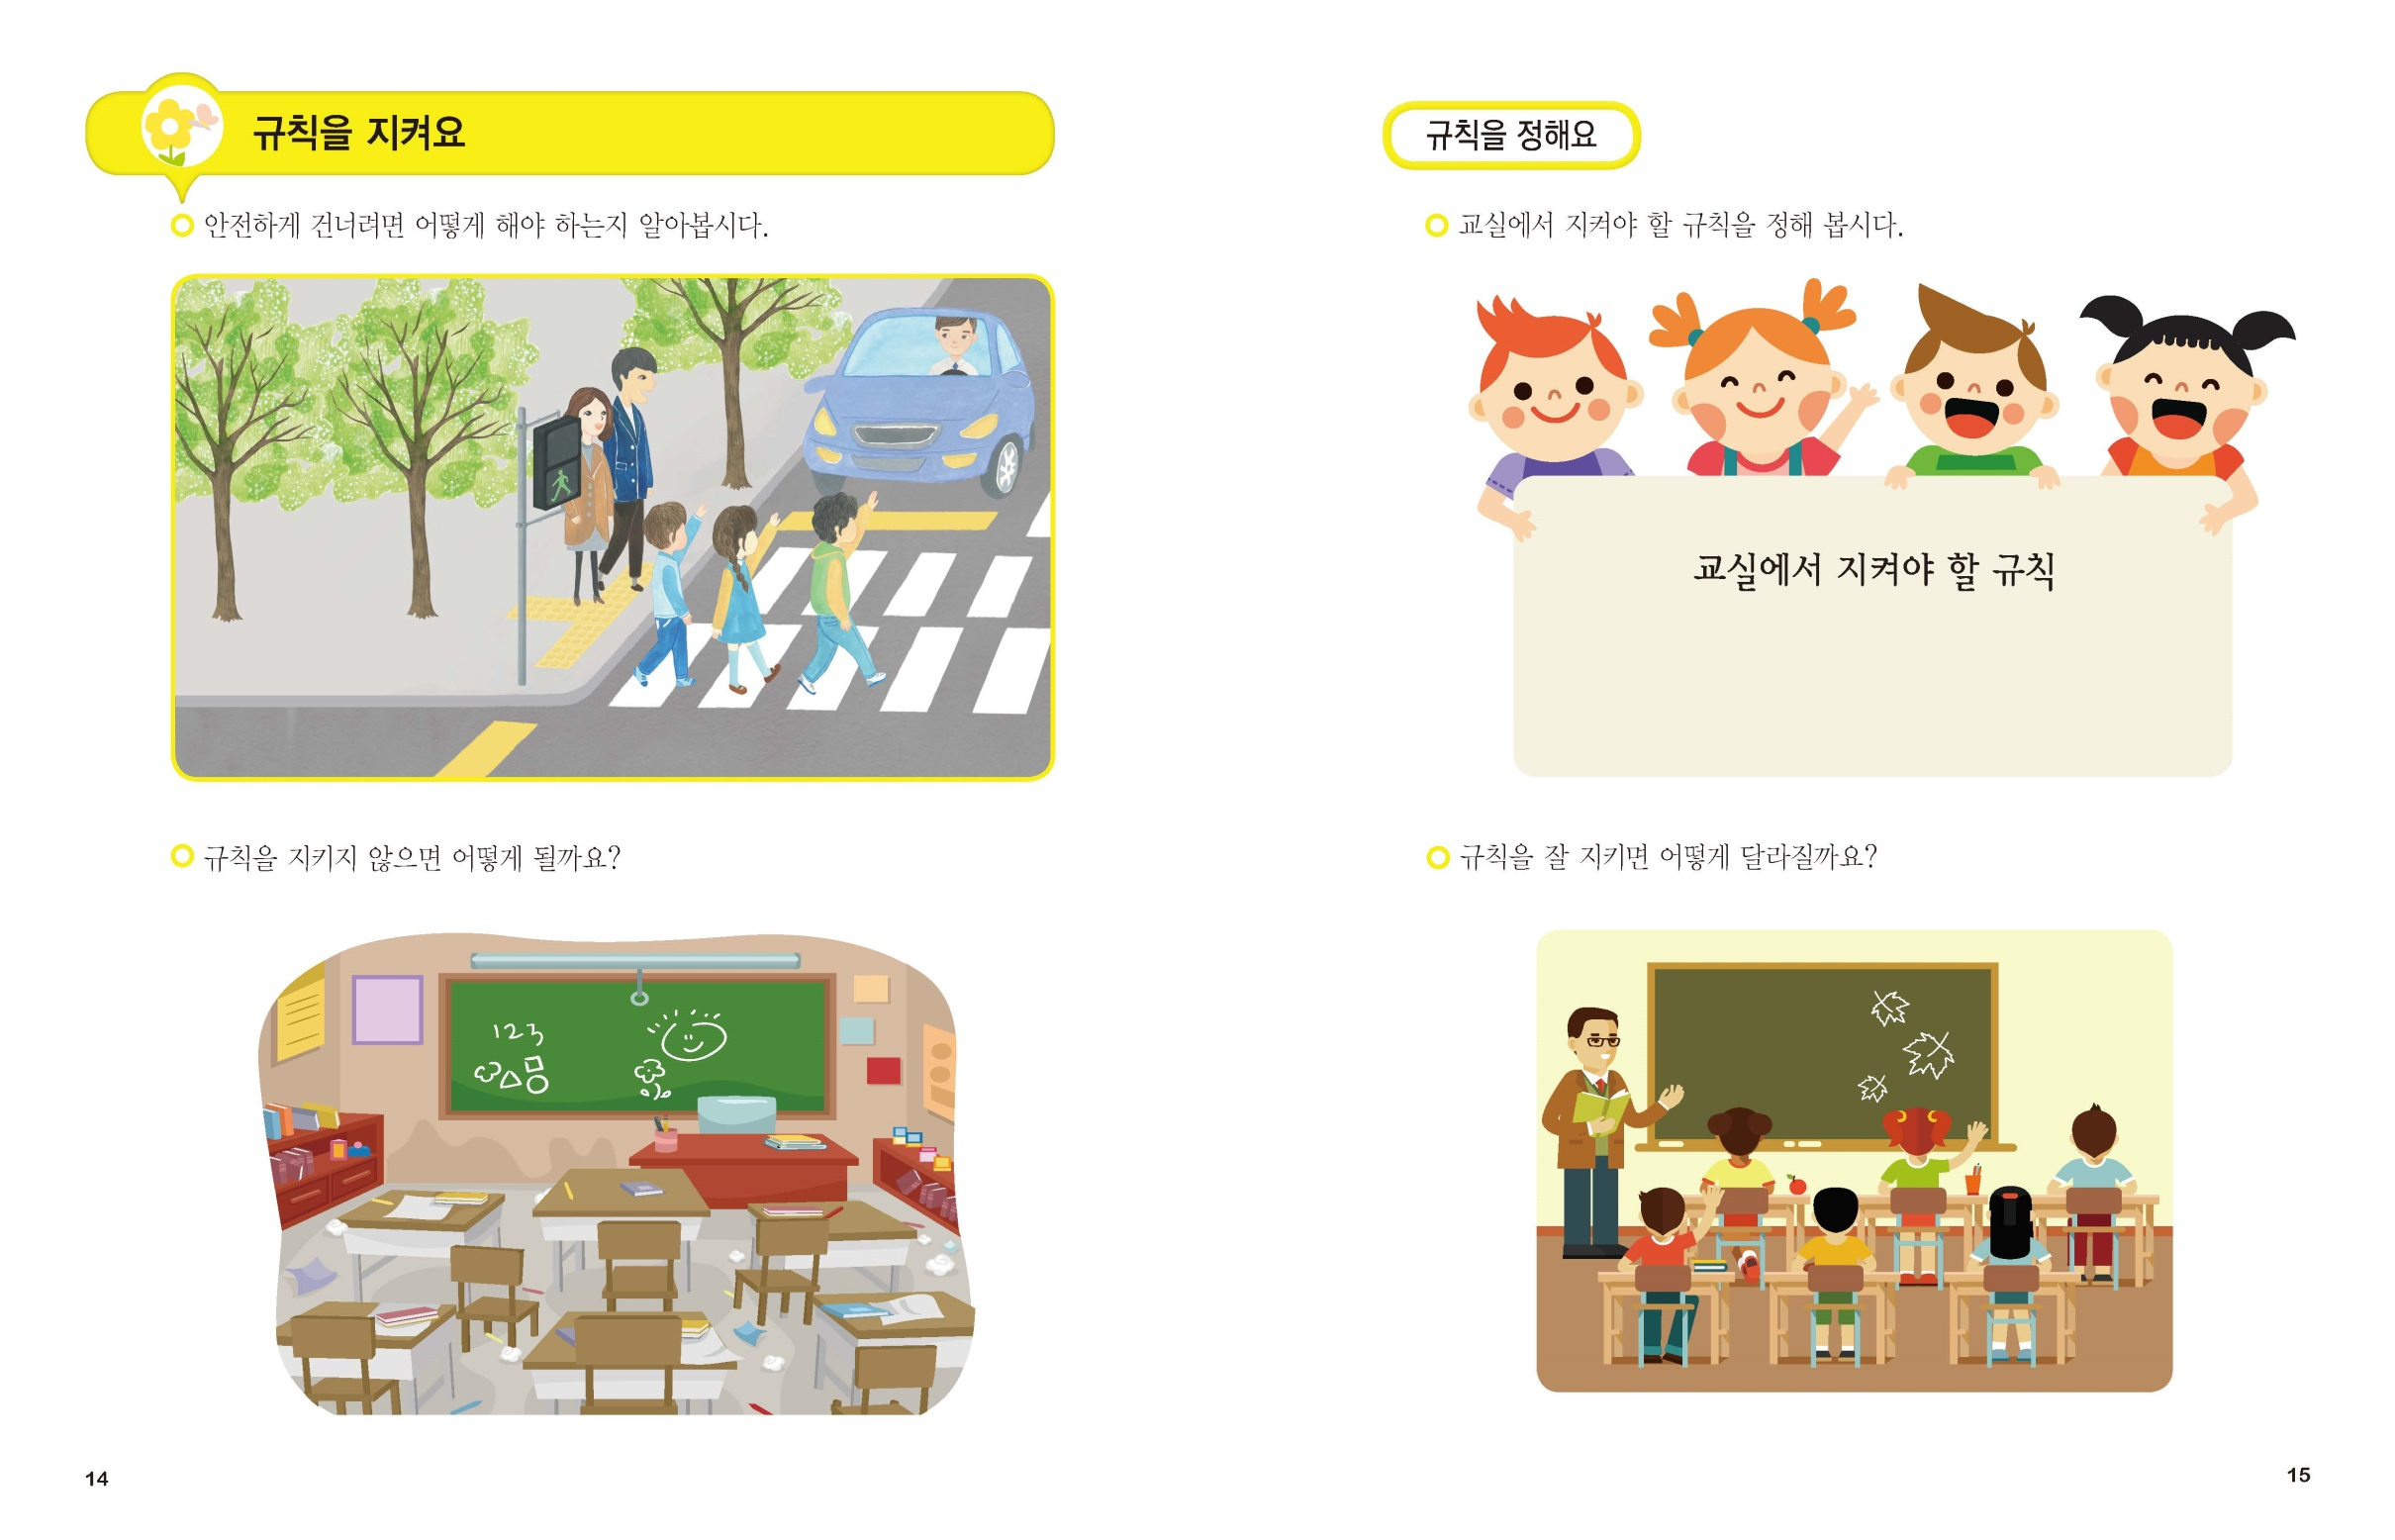 규칙을 지켜요
안전하게 건너려면 어떻게 해야 하는지 알아봅시다.
규칙을 지키지 않으면 어떻게 될까요?
123
14
규칙을 정해요
교실에서 지켜야 할 규칙을 정해 봅시다.
교실에서 지켜야 할 규칙
규칙을 잘 지키면 어떻게 달라질까요?
15